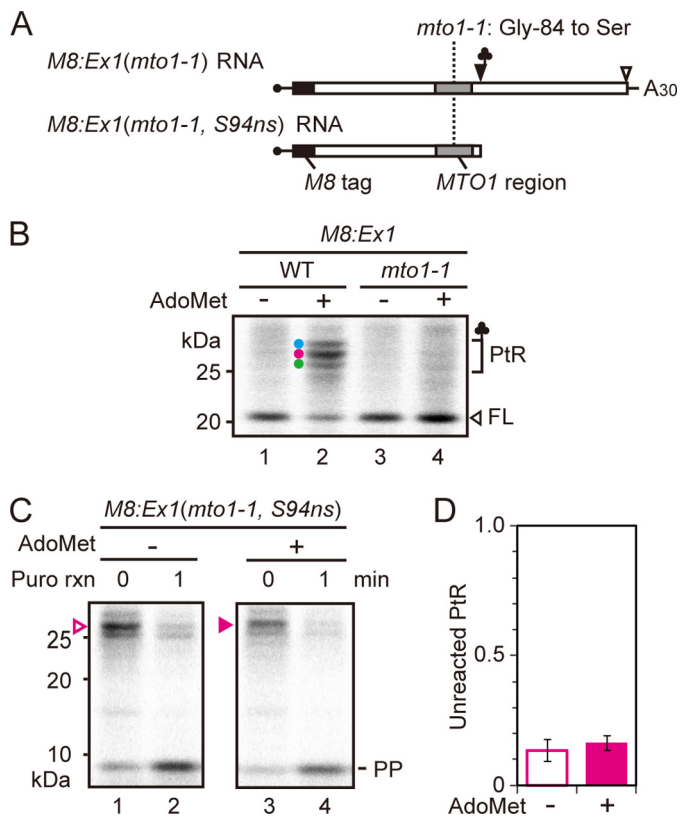 A
mto1-1: Gly-84 to Ser
M8:Ex1(mto1-1) RNA
A30
M8:Ex1(mto1-1, S94ns) RNA
M8 tag
MTO1 region
B
M8:Ex1
WT mto1-1
AdoMet - + - +
kDa
PtR
25
20
FL
1 2 3 4
C
M8:Ex1(mto1-1, S94ns)
AdoMet - +
Puro rxn 0 1 0 1 min
25
20
10
kDa
PP
1 2 3 4
D
1.0
0.5
0
Unreacted PtR
AdoMet - +